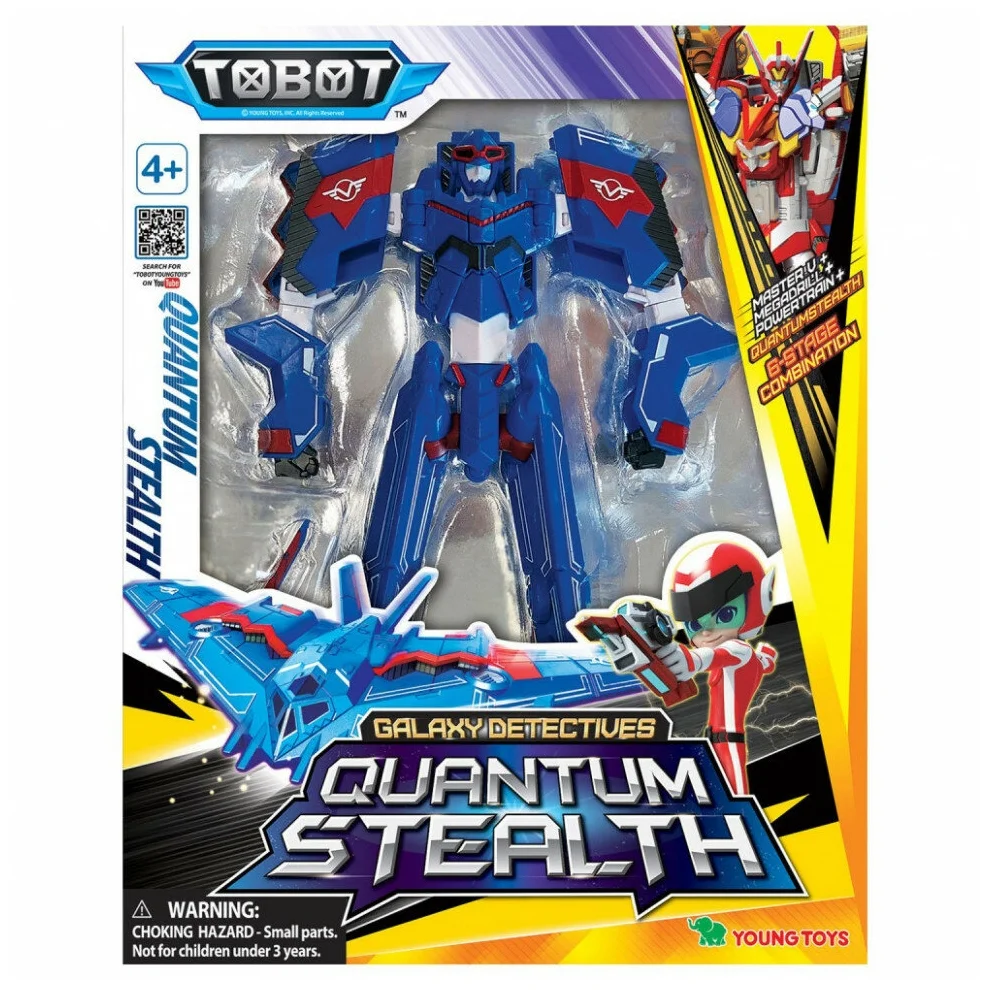 TOBOT
© YOUNG TOYS, INC. All Rights Reserved
TM
4+
SEARCH FOR
"TOBOTYOUNGTOYS"
ON YouTube
QUANTUM
STEALTH
MASTER V +
MEGADRILL +
POWERTRAIN +
QUANTUMSTEALTH
6-STAGE
COMBINATION
GALAXY DETECTIVES
QUANTUM
STEALTH
⚠ WARNING:
CHOKING HAZARD - Small parts.
Not for children under 3 years.
YOUNG TOYS